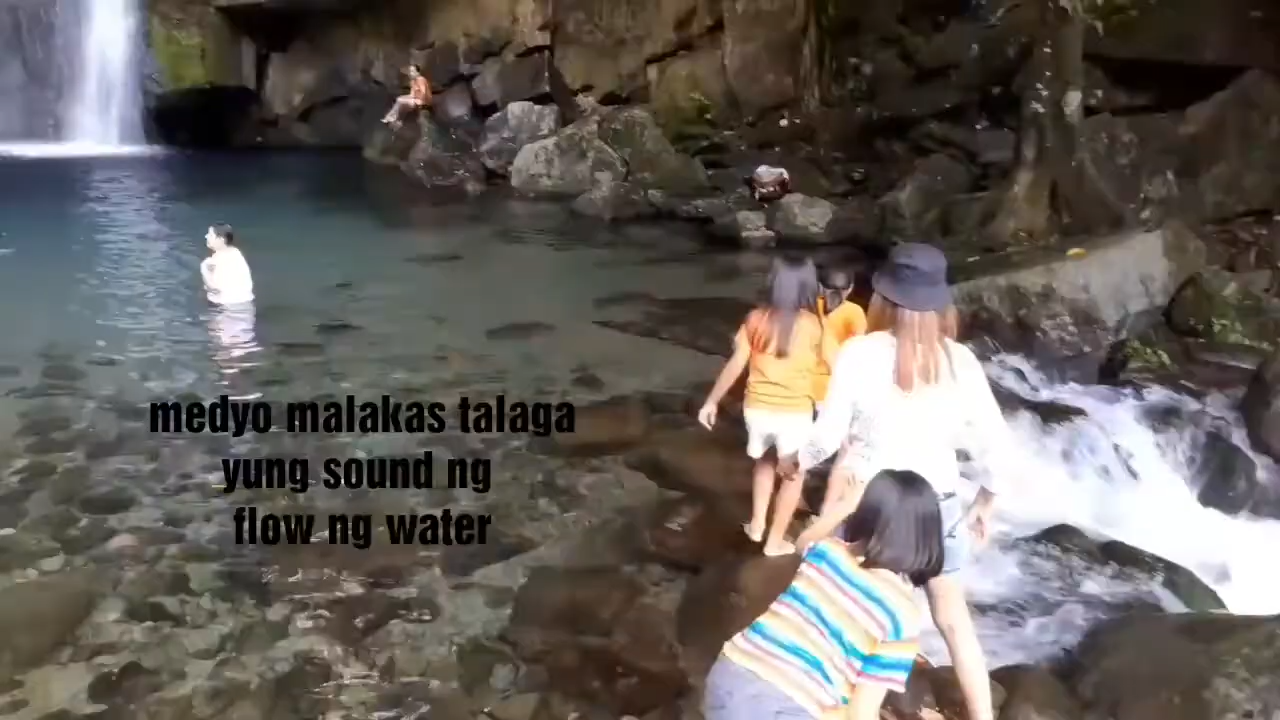 medyo malakas talaga
yung sound ng
flow ng water